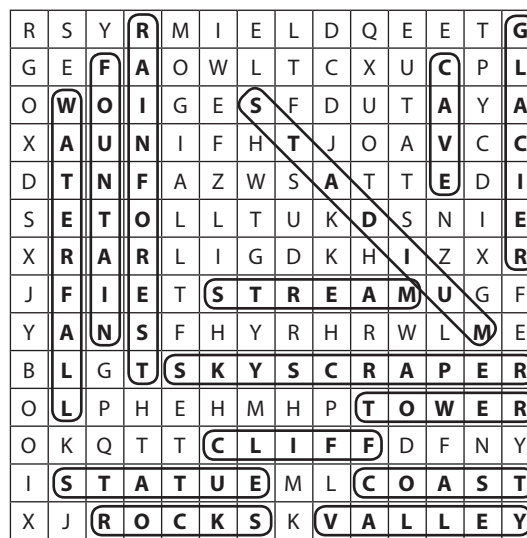 R S Y R M I E L D Q E E T G
G E F A O W L T C X U C P L
O W O I G E S F D U T A Y A
X A U N I F H T J O A V C C
D T N F A Z W S A T T E D I
S E T O L L T U K D S N I E
X R A R L I G D K H I Z X R
J F I E T S T R E A M U G F
Y A N S F H Y R H R W L M E
B L G T S K Y S C R A P E R
O L P H E H M H P T O W E R
O K Q T T C L I F F D F N Y
I S T A T U E M L C O A S T
X J R O C K S K V A L L E Y